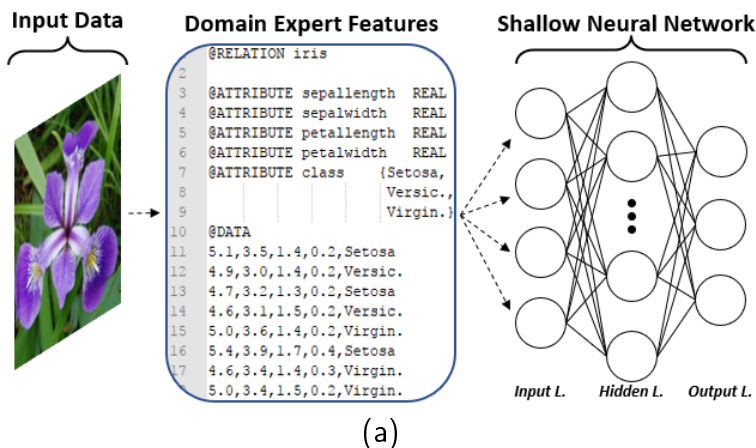 Input Data
Domain Expert Features
Shallow Neural Network
@RELATION iris
2
3 @ATTRIBUTE sepallength REAL
4 @ATTRIBUTE sepalwidth REAL
5 @ATTRIBUTE petallength REAL
6 @ATTRIBUTE petalwidth REAL
7 @ATTRIBUTE class {Setosa,
8 Versic.,
9 Virgin.}
10 @DATA
11 5.1,3.5,1.4,0.2,Setosa
12 4.9,3.0,1.4,0.2,Versic.
13 4.7,3.2,1.3,0.2,Setosa
14 4.6,3.1,1.5,0.2,Versic.
15 5.0,3.6,1.4,0.2,Virgin.
16 5.4,3.9,1.7,0.4,Setosa
17 4.6,3.4,1.4,0.3,Virgin.
5.0,3.4,1.5,0.2,Virgin.
Input L. Hidden L. Output L.
(a)